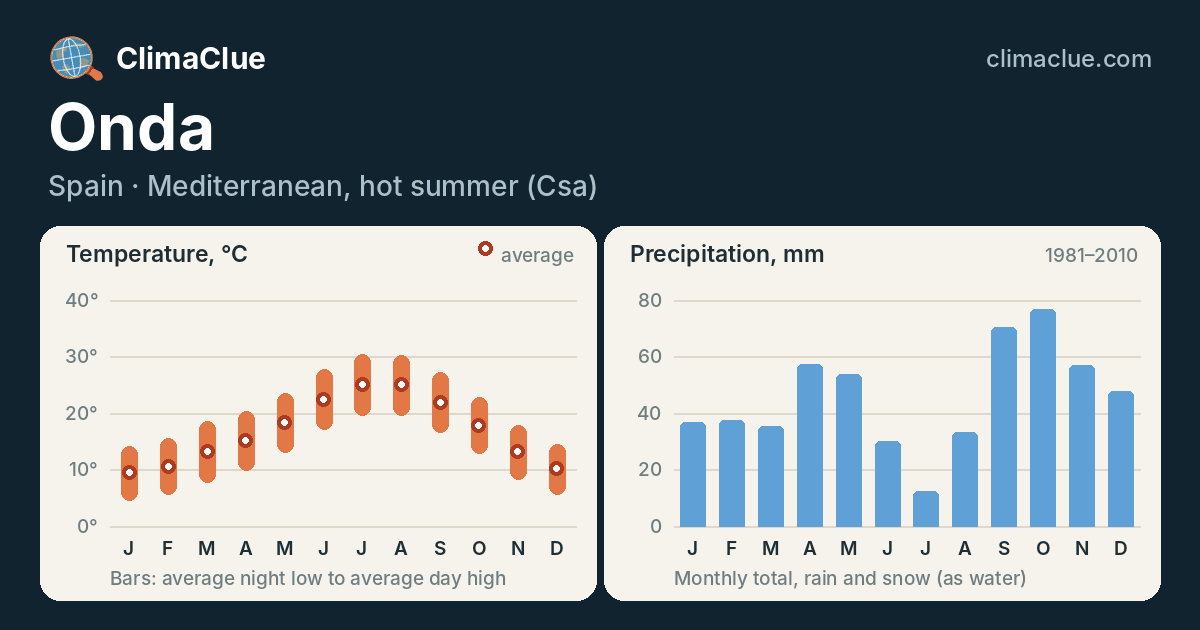 ClimaClue
climaclue.com
Onda
Spain · Mediterranean, hot summer (Csa)
Temperature, °C
average
40°
30°
20°
10°
0°
J F M A M J J A S O N D
Bars: average night low to average day high
Precipitation, mm
1981–2010
80
60
40
20
0
J F M A M J J A S O N D
Monthly total, rain and snow (as water)